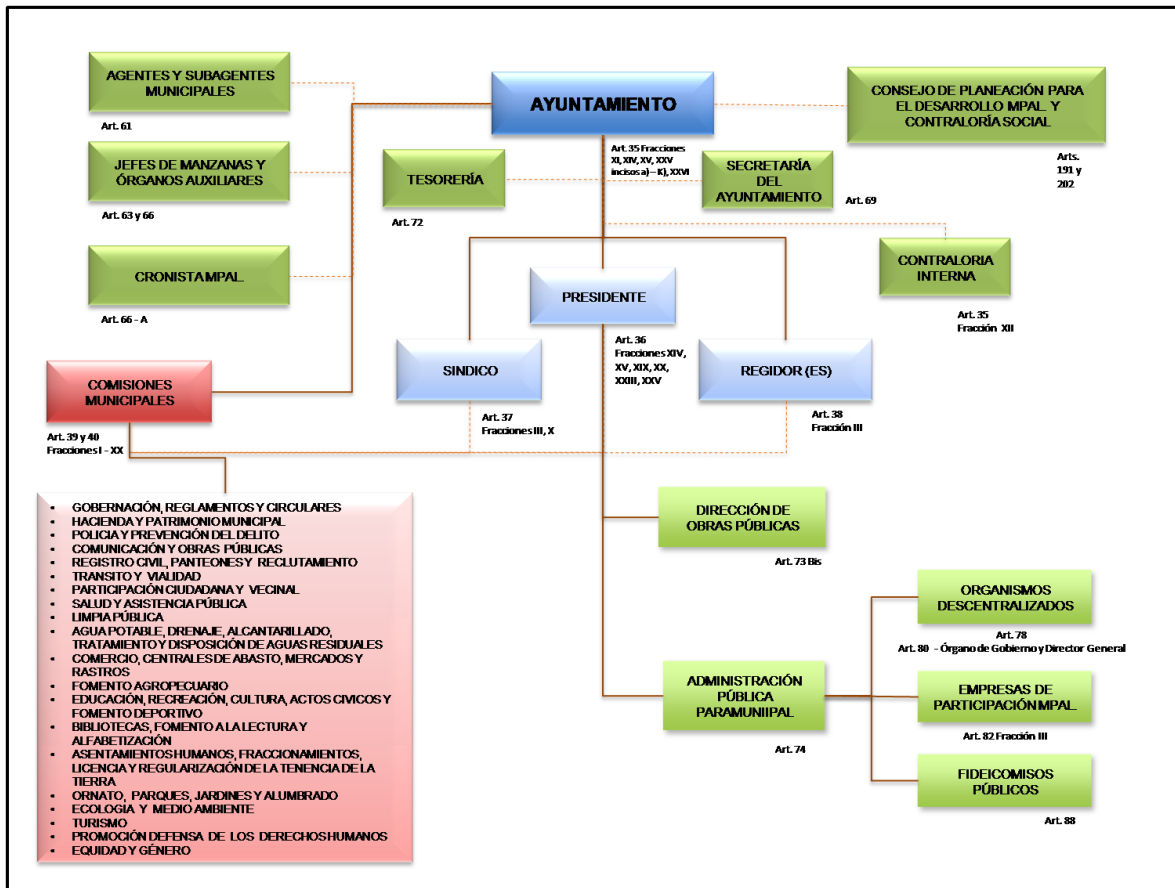 AGENTES Y SUBAGENTES
MUNICIPALES
Art. 61
AYUNTAMIENTO
CONSEJO DE PLANEACIÓN PARA
EL DESARROLLO MPAL. Y
CONTRALORÍA SOCIAL
Arts.
191 y
202
Art. 35 Fracciones
XI, XIV, XV, XXV
incisos a) – K), XXVI
JEFES DE MANZANAS Y
ÓRGANOS AUXILIARES
Art. 63 y 66
TESORERÍA
Art. 72
SECRETARÍA
DEL
AYUNTAMIENTO
Art. 69
CRONISTA MPAL.
Art. 66 – A
CONTRALORIA
INTERNA
Art. 35
Fracción XII
PRESIDENTE
Art. 36
Fracciones XIV,
XV, XIX, XX,
XXIII, XXV
SINDICO
Art. 37
Fracciones III, X
REGIDOR (ES)
Art. 38
Fracción III
COMISIONES
MUNICIPALES
Art. 39 y 40
Fracciones I – XX
• GOBERNACIÓN, REGLAMENTOS Y CIRCULARES
• HACIENDA Y PATRIMONIO MUNICIPAL
• POLICIA Y PREVENCIÓN DEL DELITO
• COMUNICACIÓN Y OBRAS PÚBLICAS
• REGISTRO CIVIL, PANTEONES Y RECLUTAMIENTO
• TRANSITO Y VIALIDAD
• PARTICIPACIÓN CIUDADANA Y VECINAL
• SALUD Y ASISTENCIA PÚBLICA
• LIMPIA PÚBLICA
• AGUA POTABLE, DRENAJE, ALCANTARILLADO,
TRATAMIENTO Y DISPOSICIÓN DE AGUAS RESIDUALES
• COMERCIO, CENTRALES DE ABASTO, MERCADOS Y
RASTROS
• FOMENTO AGROPECUARIO
• EDUCACIÓN, RECREACIÓN, CULTURA, ACTOS CIVICOS Y
FOMENTO DEPORTIVO
• BIBLIOTECAS, FOMENTO A LA LECTURA Y
ALFABETIZACIÓN
• ASENTAMIENTOS HUMANOS, FRACCIONAMIENTOS,
LICENCIA Y REGULARIZACIÓN DE LA TENENCIA DE LA
TIERRA
• ORNATO, PARQUES, JARDINES Y ALUMBRADO
• ECOLOGIA Y MEDIO AMBIENTE
• TURISMO
• PROMOCIÓN DEFENSA DE LOS DERECHOS HUMANOS
• EQUIDAD Y GÉNERO
DIRECCIÓN DE
OBRAS PÚBLICAS
Art. 73 Bis
ADMINISTRACIÓN
PÚBLICA
PARAMUNIIPAL
Art. 74
ORGANISMOS
DESCENTRALIZADOS
Art. 78
Art. 80 - Órgano de Gobierno y Director General
EMPRESAS DE
PARTICIPACIÓN MPAL.
Art. 82 Fracción III
FIDEICOMISOS
PÚBLICOS
Art. 88